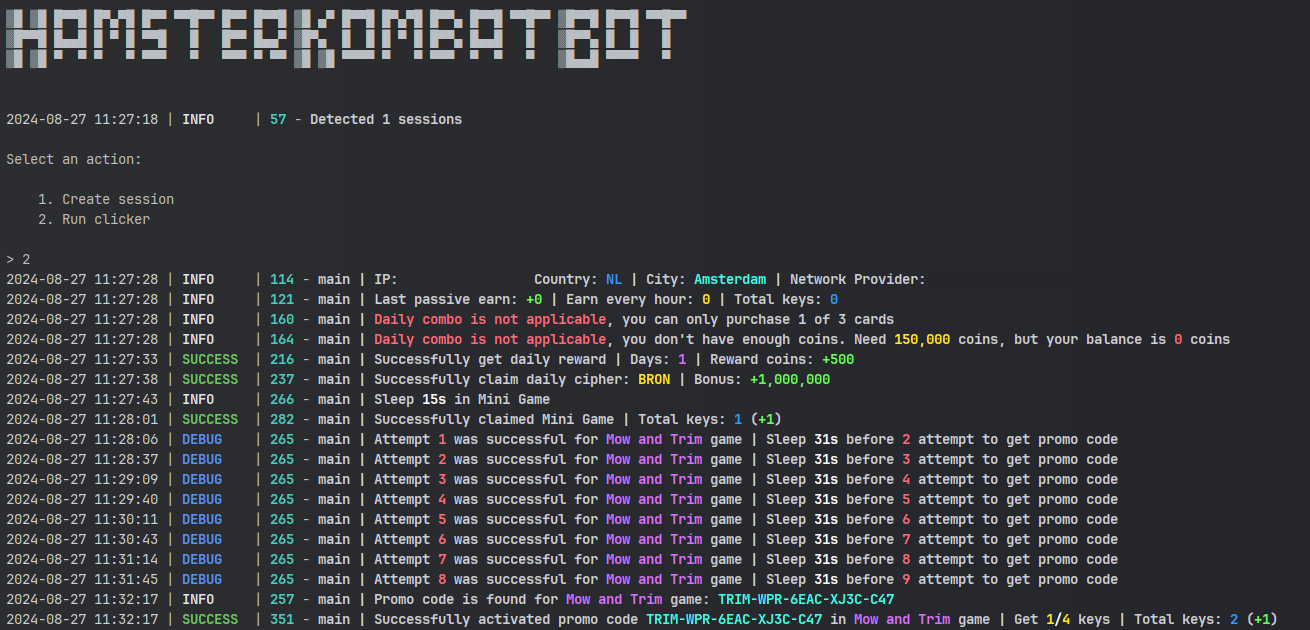 HAMSTERKOMBAT BOT
2024-08-27 11:27:18 | INFO     | 57 - Detected 1 sessions
Select an action:
1. Create session
2. Run clicker
> 2
2024-08-27 11:27:28 | INFO     | 114 - main | IP:                 Country: NL | City: Amsterdam | Network Provider:
2024-08-27 11:27:28 | INFO     | 121 - main | Last passive earn: +0 | Earn every hour: 0 | Total keys: 0
2024-08-27 11:27:28 | INFO     | 160 - main | Daily combo is not applicable, you can only purchase 1 of 3 cards
2024-08-27 11:27:28 | INFO     | 164 - main | Daily combo is not applicable, you don't have enough coins. Need 150,000 coins, but your balance is 0 coins
2024-08-27 11:27:33 | SUCCESS  | 216 - main | Successfully get daily reward | Days: 1 | Reward coins: +500
2024-08-27 11:27:38 | SUCCESS  | 237 - main | Successfully claim daily cipher: BRON | Bonus: +1,000,000
2024-08-27 11:27:43 | INFO     | 266 - main | Sleep 15s in Mini Game
2024-08-27 11:28:01 | SUCCESS  | 282 - main | Successfully claimed Mini Game | Total keys: 1 (+1)
2024-08-27 11:28:06 | DEBUG    | 265 - main | Attempt 1 was successful for Mow and Trim game | Sleep 31s before 2 attempt to get promo code
2024-08-27 11:28:37 | DEBUG    | 265 - main | Attempt 2 was successful for Mow and Trim game | Sleep 31s before 3 attempt to get promo code
2024-08-27 11:29:09 | DEBUG    | 265 - main | Attempt 3 was successful for Mow and Trim game | Sleep 31s before 4 attempt to get promo code
2024-08-27 11:29:40 | DEBUG    | 265 - main | Attempt 4 was successful for Mow and Trim game | Sleep 31s before 5 attempt to get promo code
2024-08-27 11:30:11 | DEBUG    | 265 - main | Attempt 5 was successful for Mow and Trim game | Sleep 31s before 6 attempt to get promo code
2024-08-27 11:30:43 | DEBUG    | 265 - main | Attempt 6 was successful for Mow and Trim game | Sleep 31s before 7 attempt to get promo code
2024-08-27 11:31:14 | DEBUG    | 265 - main | Attempt 7 was successful for Mow and Trim game | Sleep 31s before 8 attempt to get promo code
2024-08-27 11:31:45 | DEBUG    | 265 - main | Attempt 8 was successful for Mow and Trim game | Sleep 31s before 9 attempt to get promo code
2024-08-27 11:32:17 | INFO     | 257 - main | Promo code is found for Mow and Trim game: TRIM-WPR-6EAC-XJ3C-C47
2024-08-27 11:32:17 | SUCCESS  | 351 - main | Successfully activated promo code TRIM-WPR-6EAC-XJ3C-C47 in Mow and Trim game | Get 1/4 keys | Total keys: 2 (+1)